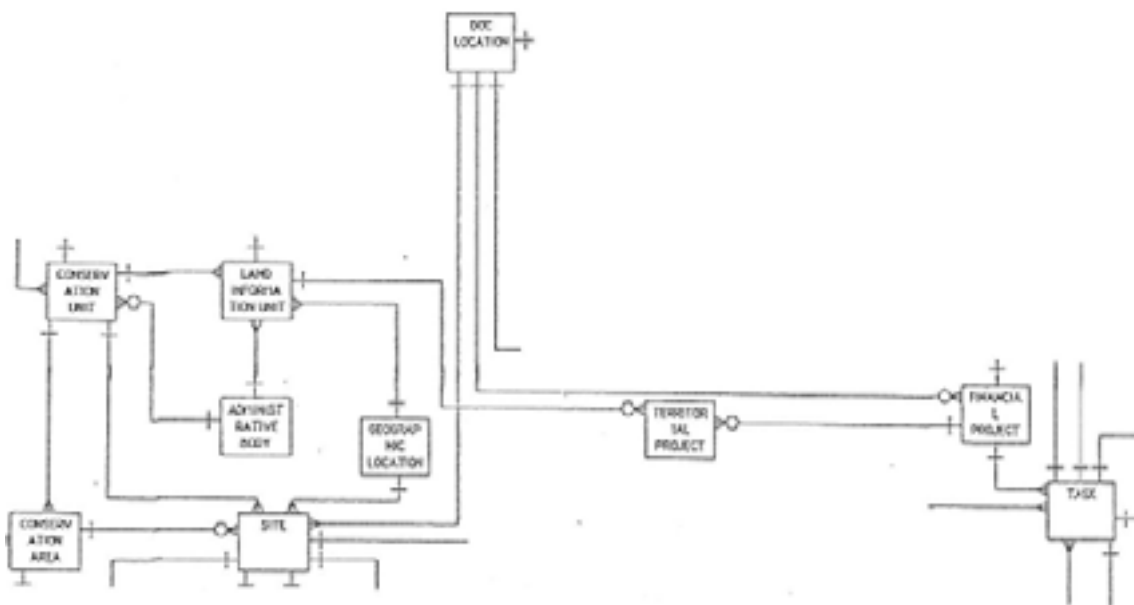 DOC
LOCATION
CONSERV
ATION
UNIT
LAND
INFORMA
TION UNIT
ADMINIST
RATIVE
BODY
GEOGRAP
HIC
LOCATION
TERRITOR
IAL
PROJECT
FINANCIA
L
PROJECT
TASK
CONSERV
ATION
AREA
SITE